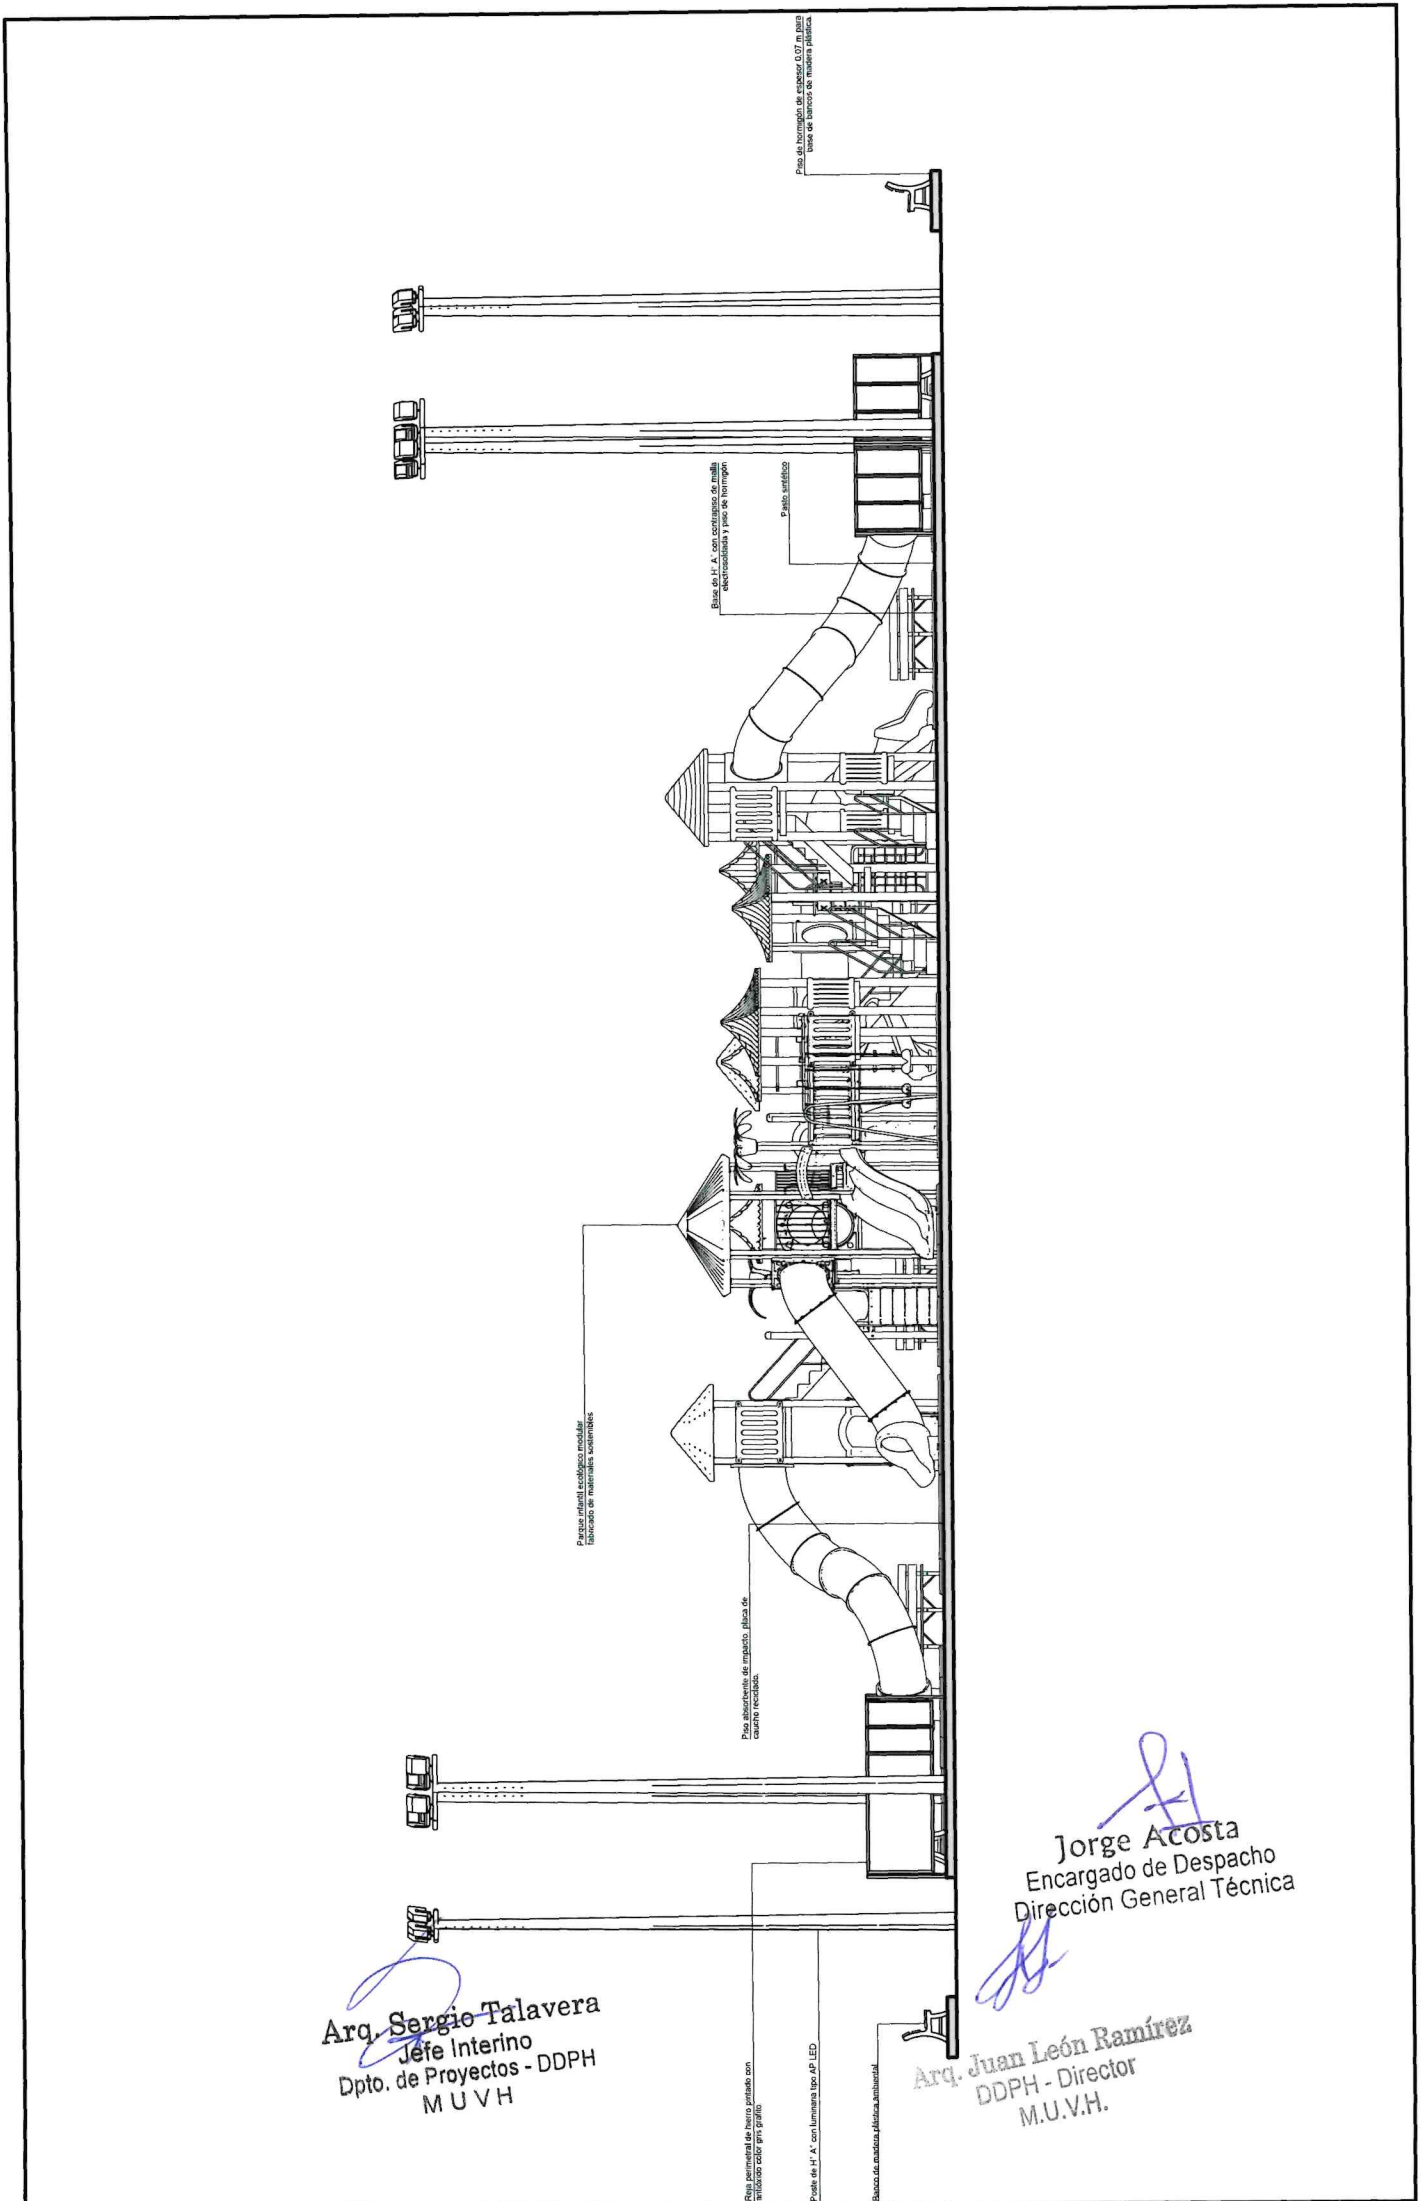 Piso de hormigón de espesor 0.07 m para
base de bancos de madera plástica.
Base de H° A° con contrapiso de malla
electrosoldada y piso de hormigón
Pasto sintético
Parque infantil ecológico modular
fabricado de materiales sostenibles
Piso absorbente de impacto, placa de
caucho reciclado.
Reja perimetral de hierro pintado con
antióxido color gris grafito
Poste de H° A° con luminaria tipo AP LED
Banco de madera plástica ambiental
Arq. Sergio Talavera
Jefe Interino
Dpto. de Proyectos - DDPH
M U V H
Jorge Acosta
Encargado de Despacho
Dirección General Técnica
Arq. Juan León Ramírez
DDPH - Director
M.U.V.H.